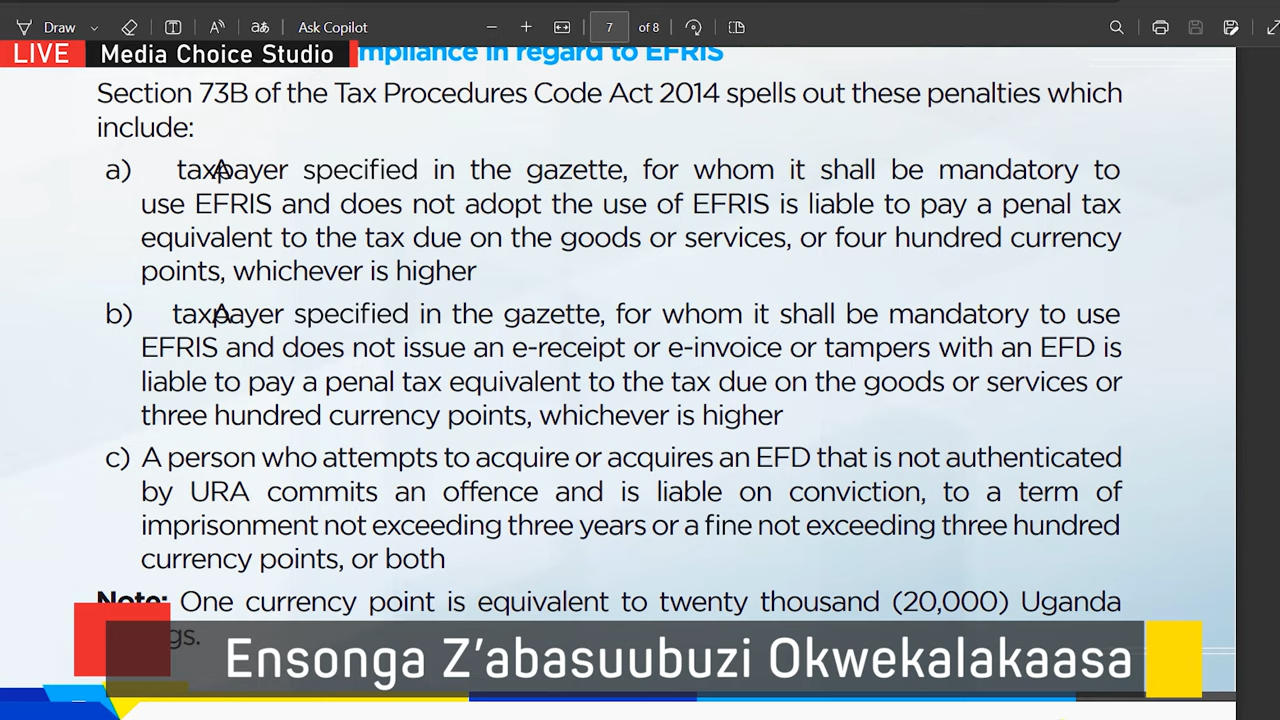 Draw
Ask Copilot
7 of 8
LIVE Media Choice Studio
mpliance in regard to EFRIS
Section 73B of the Tax Procedures Code Act 2014 spells out these penalties which
include:
a) A taxpayer specified in the gazette, for whom it shall be mandatory to
use EFRIS and does not adopt the use of EFRIS is liable to pay a penal tax
equivalent to the tax due on the goods or services, or four hundred currency
points, whichever is higher
b) A taxpayer specified in the gazette, for whom it shall be mandatory to use
EFRIS and does not issue an e-receipt or e-invoice or tampers with an EFD is
liable to pay a penal tax equivalent to the tax due on the goods or services or
three hundred currency points, whichever is higher
c) A person who attempts to acquire or acquires an EFD that is not authenticated
by URA commits an offence and is liable on conviction, to a term of
imprisonment not exceeding three years or a fine not exceeding three hundred
currency points, or both
Note: One currency point is equivalent to twenty thousand (20,000) Uganda
gs.
Ensonga Z'abasuubuzi Okwekalakaasa